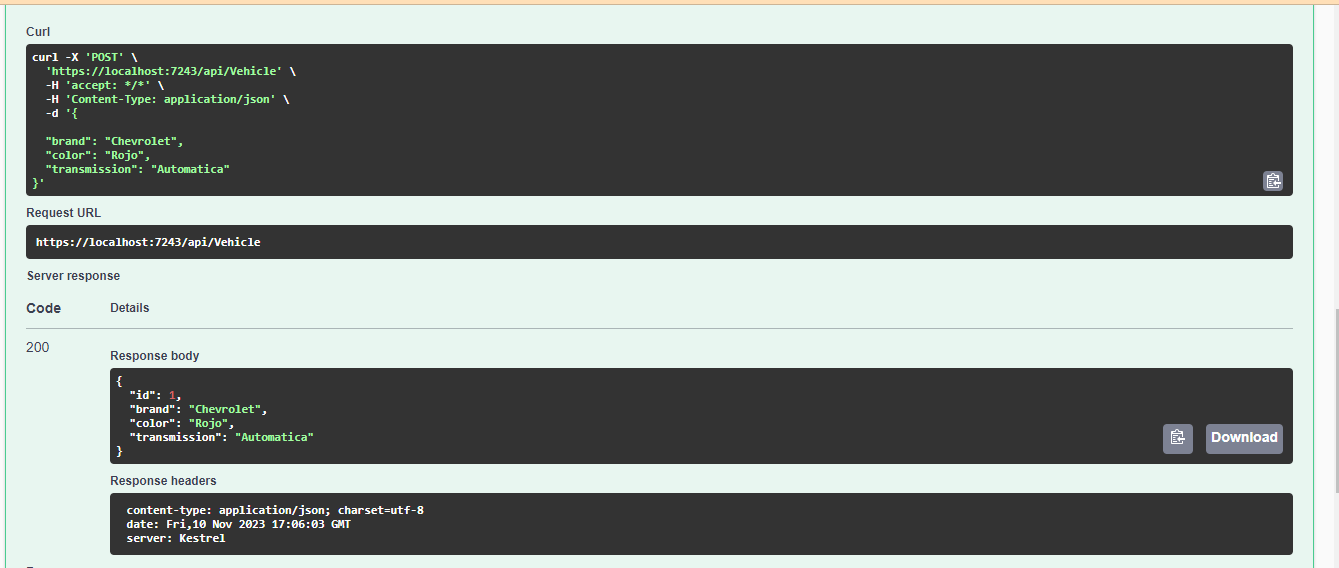 Curl
curl -X 'POST' \
'https://localhost:7243/api/Vehicle' \
-H 'accept: */*' \
-H 'Content-Type: application/json' \
-d '{
"brand": "Chevrolet",
"color": "Rojo",
"transmission": "Automatica"
}'
Request URL
https://localhost:7243/api/Vehicle
Server response
Code Details
200
Response body
{
"id": 1,
"brand": "Chevrolet",
"color": "Rojo",
"transmission": "Automatica"
}
Download
Response headers
content-type: application/json; charset=utf-8
date: Fri,10 Nov 2023 17:06:03 GMT
server: Kestrel